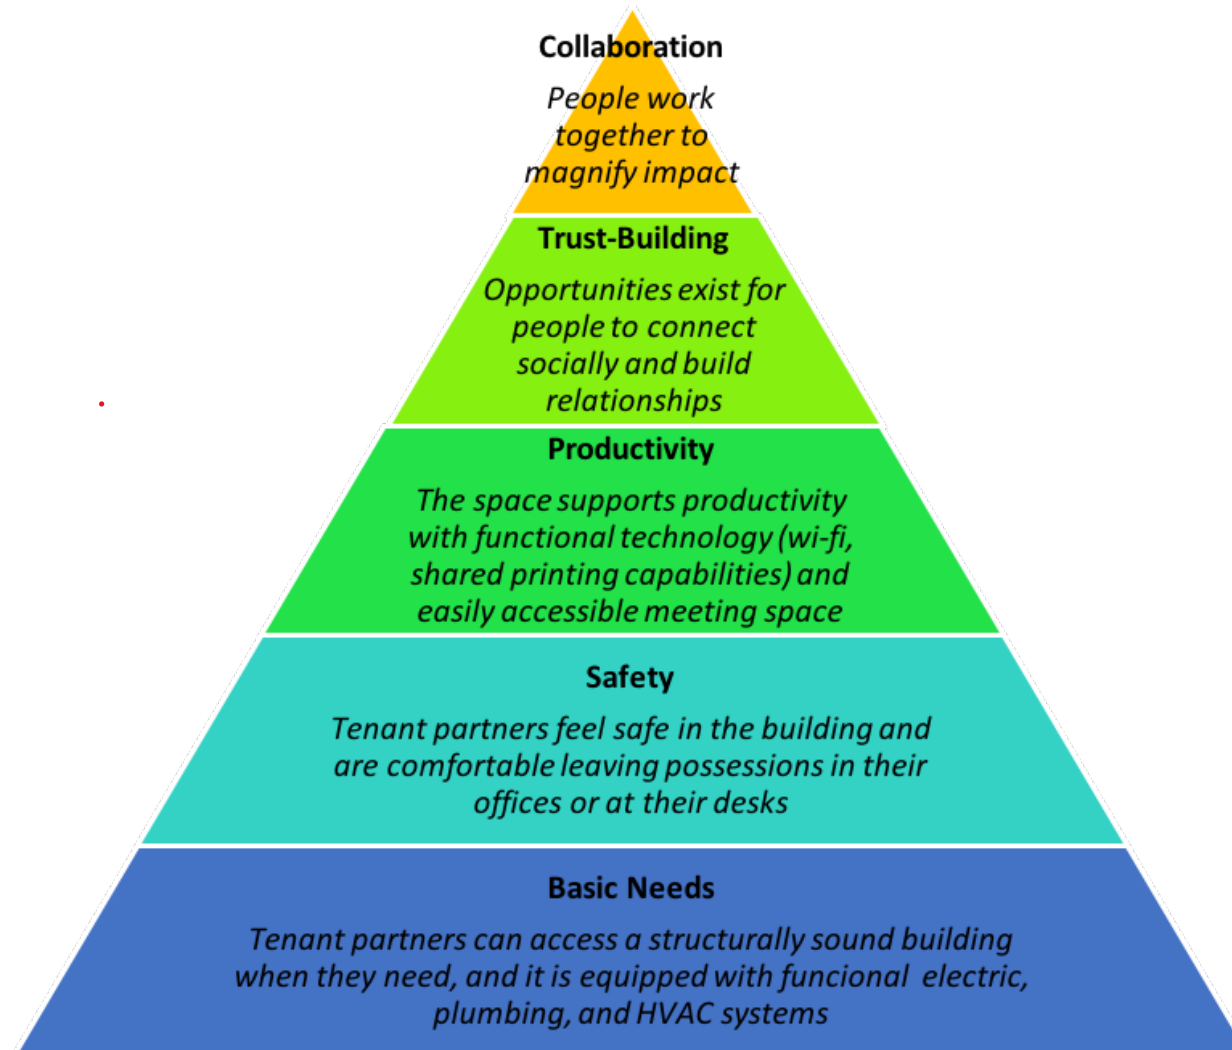 Collaboration
People work
together to
magnify impact
Trust-Building
Opportunities exist for
people to connect
socially and build
relationships
Productivity
The space supports productivity
with functional technology (wi-fi,
shared printing capabilities) and
easily accessible meeting space
Safety
Tenant partners feel safe in the building and
are comfortable leaving possessions in their
offices or at their desks
Basic Needs
Tenant partners can access a structurally sound building
when they need, and it is equipped with funcional  electric,
plumbing, and HVAC systems